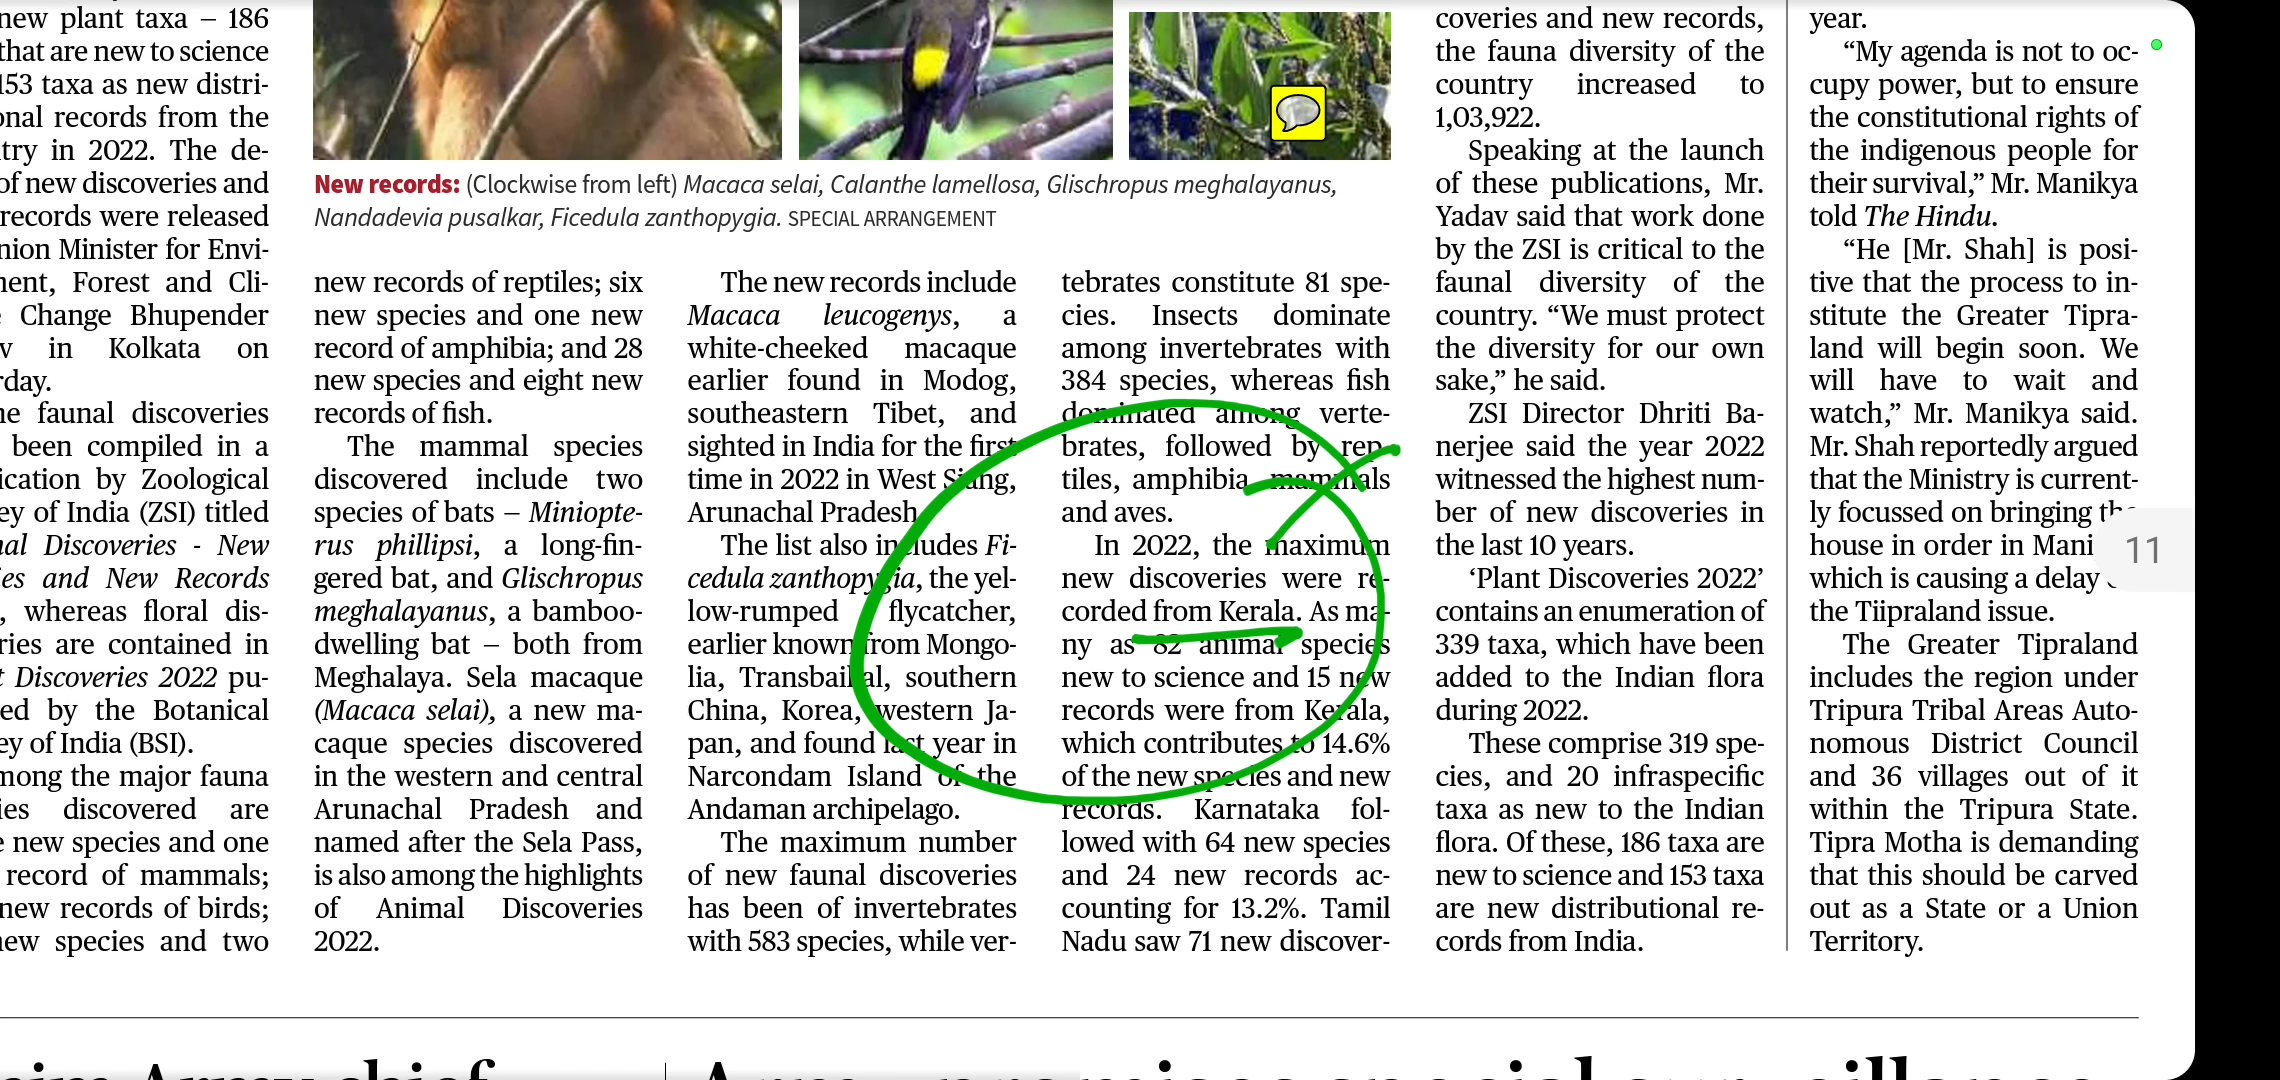 new plant taxa – 186
that are new to science
153 taxa as new distri-
onal records from the
try in 2022. The de-
of new discoveries and
records were released
nion Minister for Envi-
ment, Forest and Cli-
Change Bhupender
v in Kolkata on
rday.
ne faunal discoveries
been compiled in a
ication by Zoological
ey of India (ZSI) titled
nal Discoveries - New
ies and New Records
, whereas floral dis-
ries are contained in
t Discoveries 2022 pu-
ed by the Botanical
ey of India (BSI).
mong the major fauna
ies discovered are
e new species and one
record of mammals;
new records of birds;
new species and two
New records: (Clockwise from left) Macaca selai, Calanthe lamellosa, Glischropus meghalayanus,
Nandadevia pusalkar, Ficedula zanthopygia. SPECIAL ARRANGEMENT
new records of reptiles; six
new species and one new
record of amphibia; and 28
new species and eight new
records of fish.
The mammal species
discovered include two
species of bats – Miniopte-
rus phillipsi, a long-fin-
gered bat, and Glischropus
meghalayanus, a bamboo-
dwelling bat – both from
Meghalaya. Sela macaque
(Macaca selai), a new ma-
caque species discovered
in the western and central
Arunachal Pradesh and
named after the Sela Pass,
is also among the highlights
of Animal Discoveries
2022.
The new records include
Macaca leucogenys, a
white-cheeked macaque
earlier found in Modog,
southeastern Tibet, and
sighted in India for the first
time in 2022 in West Siang,
Arunachal Pradesh.
The list also includes Fi-
cedula zanthopygia, the yel-
low-rumped flycatcher,
earlier known from Mongo-
lia, Transbaikal, southern
China, Korea, western Ja-
pan, and found last year in
Narcondam Island of the
Andaman archipelago.
The maximum number
of new faunal discoveries
has been of invertebrates
with 583 species, while ver-
tebrates constitute 81 spe-
cies. Insects dominate
among invertebrates with
384 species, whereas fish
dominated among verte-
brates, followed by rep-
tiles, amphibia, mammals
and aves.
In 2022, the maximum
new discoveries were re-
corded from Kerala. As ma-
ny as 82 animal species
new to science and 15 new
records were from Kerala,
which contributes to 14.6%
of the new species and new
records. Karnataka fol-
lowed with 64 new species
and 24 new records ac-
counting for 13.2%. Tamil
Nadu saw 71 new discover-
coveries and new records,
the fauna diversity of the
country increased to
1,03,922.
Speaking at the launch
of these publications, Mr.
Yadav said that work done
by the ZSI is critical to the
faunal diversity of the
country. “We must protect
the diversity for our own
sake,” he said.
ZSI Director Dhriti Ba-
nerjee said the year 2022
witnessed the highest num-
ber of new discoveries in
the last 10 years.
‘Plant Discoveries 2022’
contains an enumeration of
339 taxa, which have been
added to the Indian flora
during 2022.
These comprise 319 spe-
cies, and 20 infraspecific
taxa as new to the Indian
flora. Of these, 186 taxa are
new to science and 153 taxa
are new distributional re-
cords from India.
year.
“My agenda is not to oc-
cupy power, but to ensure
the constitutional rights of
the indigenous people for
their survival,” Mr. Manikya
told The Hindu.
“He [Mr. Shah] is posi-
tive that the process to in-
stitute the Greater Tipra-
land will begin soon. We
will have to wait and
watch,” Mr. Manikya said.
Mr. Shah reportedly argued
that the Ministry is current-
ly focussed on bringing the
house in order in Mani
which is causing a delay
the Tiipraland issue.
The Greater Tipraland
includes the region under
Tripura Tribal Areas Auto-
nomous District Council
and 36 villages out of it
within the Tripura State.
Tipra Motha is demanding
that this should be carved
out as a State or a Union
Territory.
11